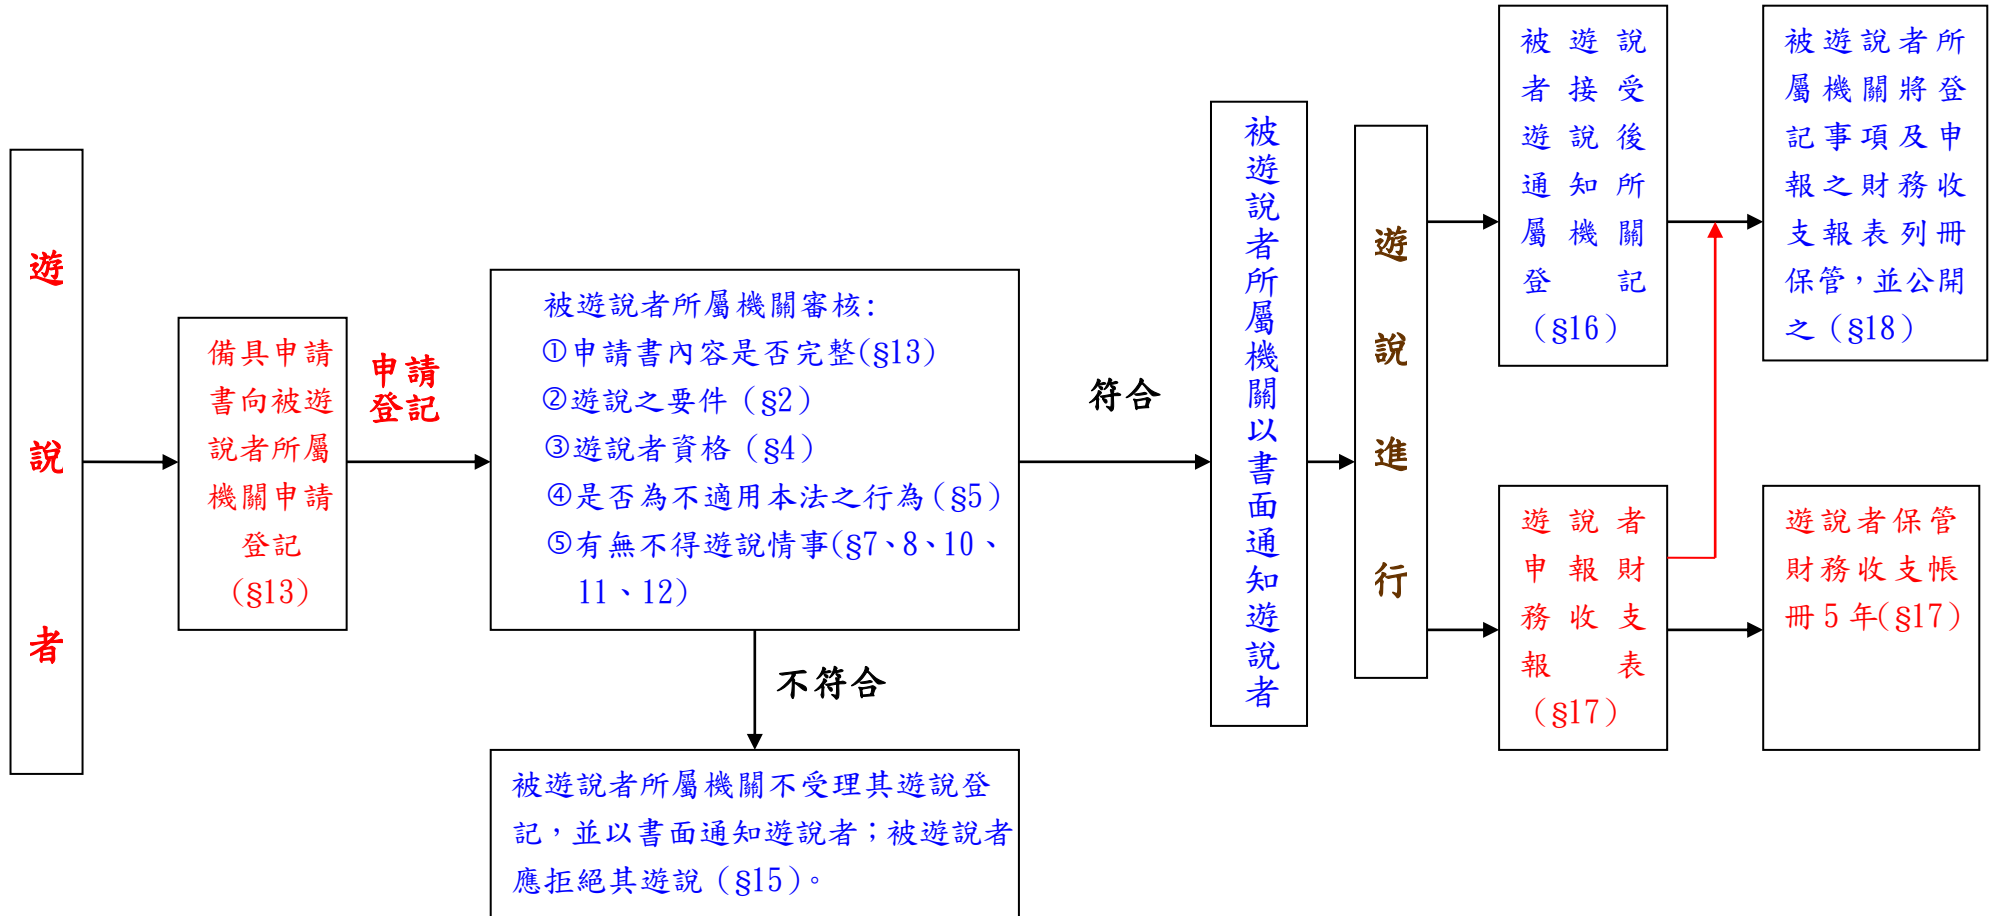 遊說者
備具申請
書向被遊
說者所屬
機關申請
登記
(§13)
申請
登記
被遊說者所屬機關審核:
①申請書內容是否完整(§13)
②遊說之要件(§2)
③遊說者資格(§4)
④是否為不適用本法之行為(§5)
⑤有無不得遊說情事(§7、8、10、
11、12)
不符合
被遊說者所屬機關不受理其遊說登
記，並以書面通知遊說者；被遊說者
應拒絕其遊說(§15)。
符合
被遊說者所屬機關以書面通知遊說者
遊說進行
被遊說
者接受
遊說後
通知所
屬機關
登記
(§16)
被遊說者所
屬機關將登
記事項及申
報之財務收
支報表列冊
保管，並公開
之(§18)
遊說者
申報財
務收支
報表
(§17)
遊說者保管
財務收支帳
冊5年(§17)